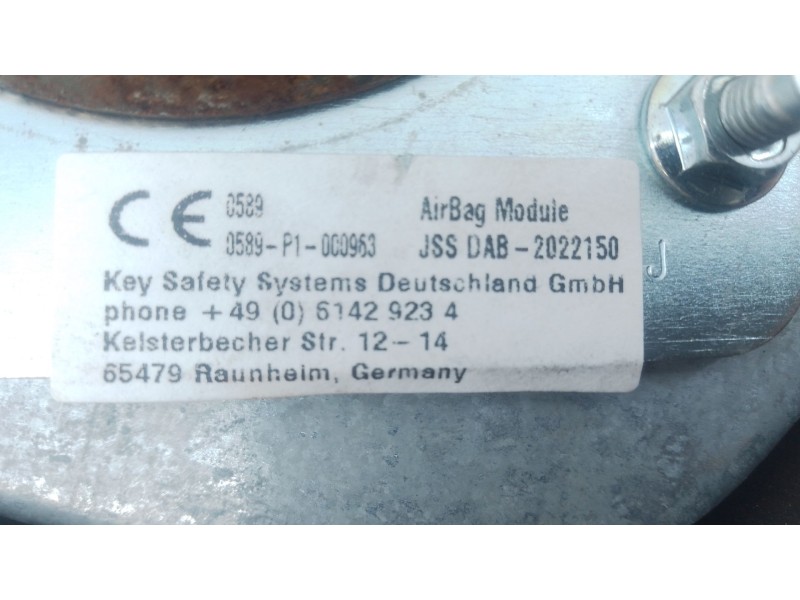 CE 0589 AirBag Module
0589-P1-000963 JSS DAB-2022150
J
Key Safety Systems Deutschland GmbH
phone +49 (0) 6142 923 4
Kelsterbecher Str. 12-14
65479 Raunheim, Germany